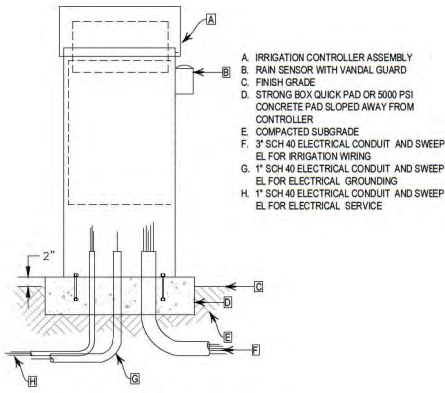 A
B
A. IRRIGATION CONTROLLER ASSEMBLY
B. RAIN SENSOR WITH VANDAL GUARD
C. FINISH GRADE
D. STRONG BOX QUICK PAD OR 5000 PSI
CONCRETE PAD SLOPED AWAY FROM
CONTROLLER
E. COMPACTED SUBGRADE
F. 3" SCH 40 ELECTRICAL CONDUIT AND SWEEP
EL FOR IRRIGATION WIRING
G. 1" SCH 40 ELECTRICAL CONDUIT AND SWEEP
EL FOR ELECTRICAL GROUNDING
H. 1" SCH 40 ELECTRICAL CONDUIT AND SWEEP
EL FOR ELECTRICAL SERVICE
2"
C
D
E
F
G
H